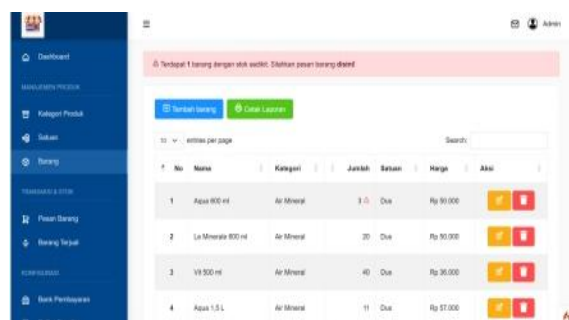 Admin
Dashboard
Terdapat 1 barang dengan stok sedikit. Silahkan pesan barang disini!
MANAJEMEN PRODUK
Kategori Produk
Satuan
Barang
TRANSAKSI & STOK
Pesan Barang
Barang Terjual
KONFIGURASI
Bank Pembayaran
Tambah barang
Cetak Laporan
10 entries per page
Search:
No Nama Kategori Jumlah Satuan Harga Aksi
1 Aqua 600 ml Air Mineral 3 Dus Rp 50.000
2 Le Minerale 600 ml Air Mineral 20 Dus Rp 50.000
3 Vit 500 ml Air Mineral 40 Dus Rp 36.000
4 Aqua 1,5 L Air Mineral 11 Dus Rp 57.000